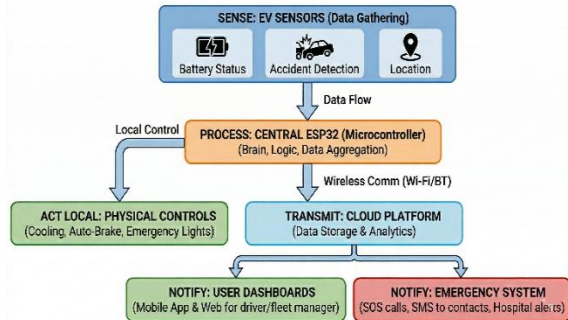 SENSE: EV SENSORS (Data Gathering)
Battery Status
Accident Detection
Location
Data Flow
Local Control
PROCESS: CENTRAL ESP32 (Microcontroller)
(Brain, Logic, Data Aggregation)
Wireless Comm (Wi-Fi/BT)
ACT LOCAL: PHYSICAL CONTROLS
(Cooling, Auto-Brake, Emergency Lights)
TRANSMIT: CLOUD PLATFORM
(Data Storage & Analytics)
NOTIFY: USER DASHBOARDS
(Mobile App & Web for driver/fleet manager)
NOTIFY: EMERGENCY SYSTEM
(SOS calls, SMS to contacts, Hospital alerts)